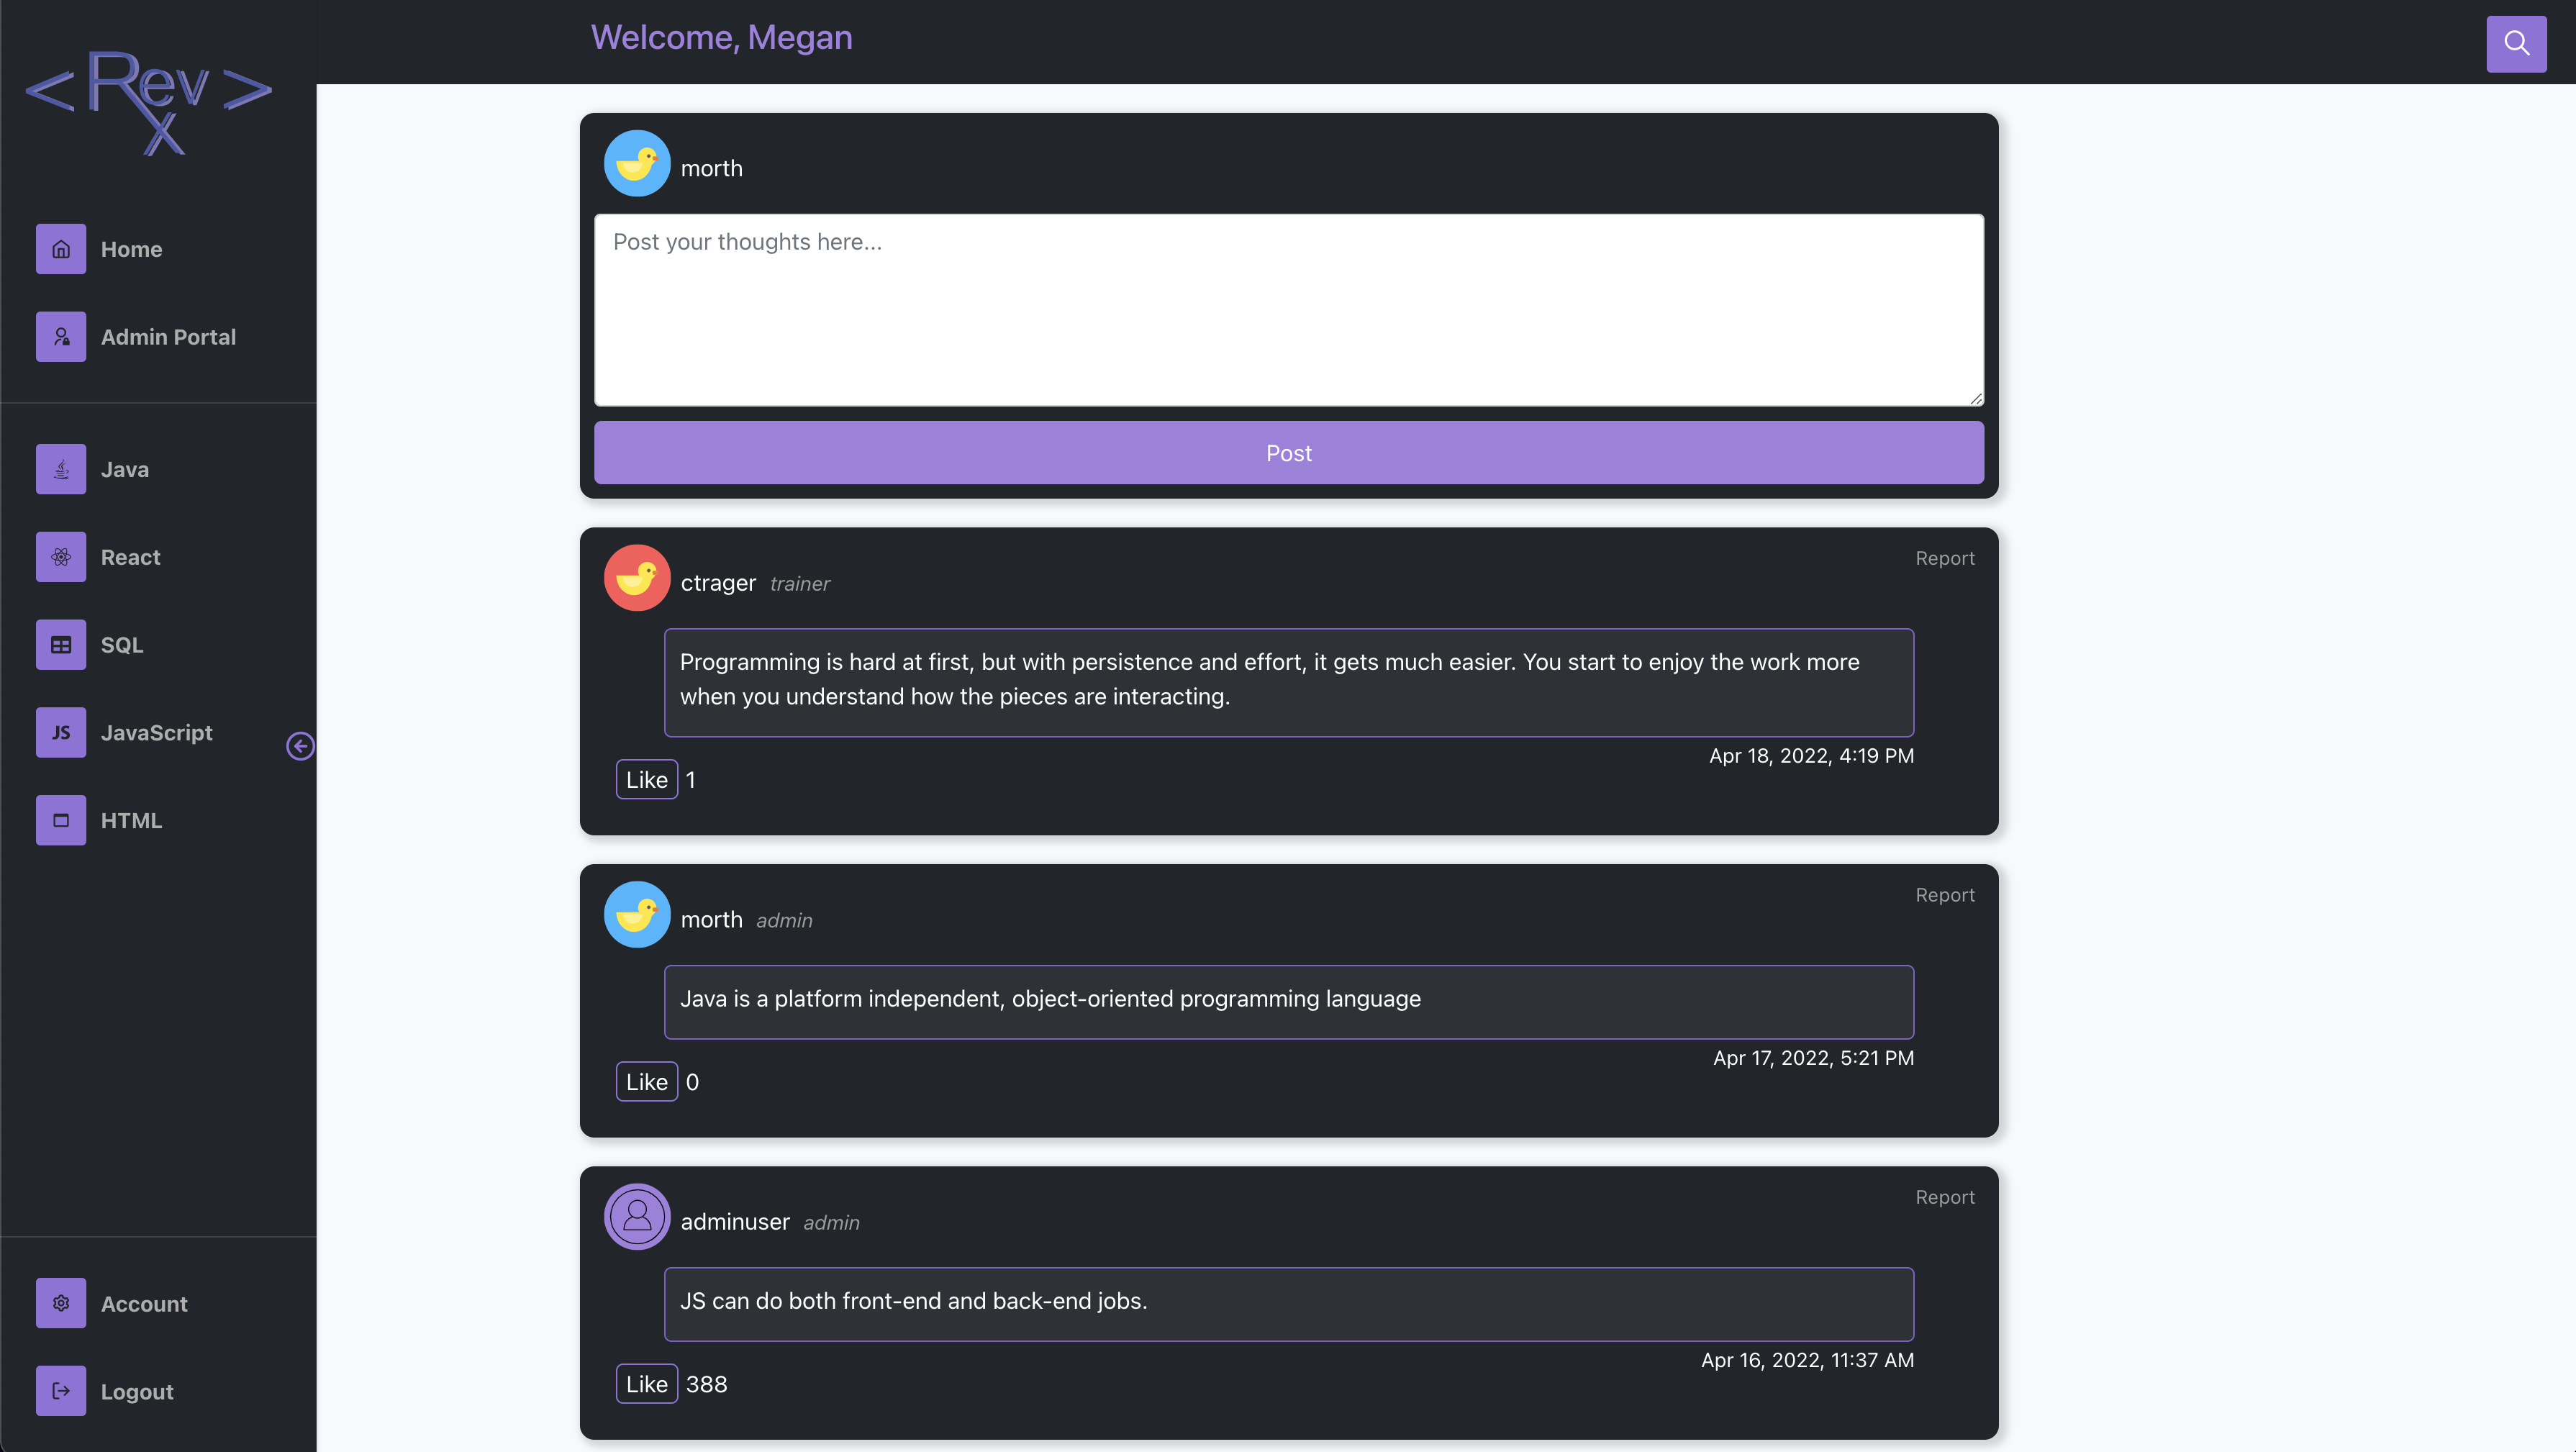 <Rev>
X
Home
Admin Portal
Java
React
SQL
JS JavaScript
HTML
Account
Logout
Welcome, Megan
morth
Post your thoughts here...
Post
ctrager trainer
Report
Programming is hard at first, but with persistence and effort, it gets much easier. You start to enjoy the work more
when you understand how the pieces are interacting.
Apr 18, 2022, 4:19 PM
Like 1
morth admin
Report
Java is a platform independent, object-oriented programming language
Apr 17, 2022, 5:21 PM
Like 0
adminuser admin
Report
JS can do both front-end and back-end jobs.
Apr 16, 2022, 11:37 AM
Like 388